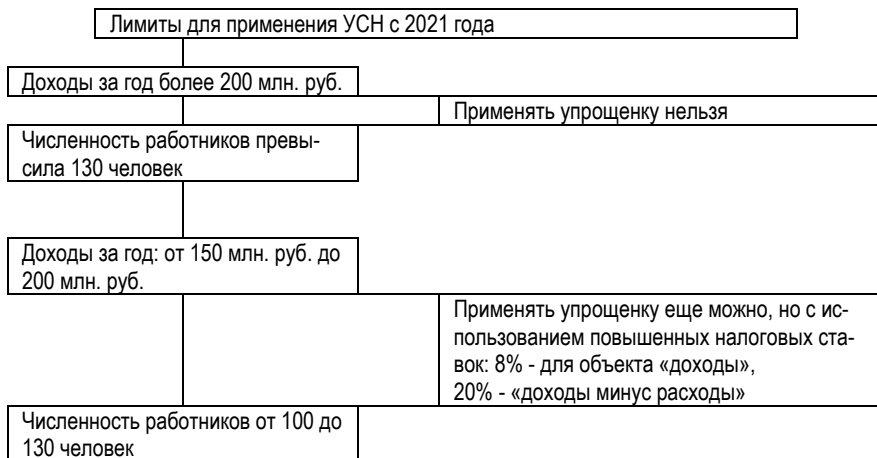 Лимиты для применения УСН с 2021 года
Доходы за год более 200 млн. руб.
Применять упрощенку нельзя
Численность работников превы-
сила 130 человек
Доходы за год: от 150 млн. руб. до
200 млн. руб.
Применять упрощенку еще можно, но с ис-
пользованием повышенных налоговых ста-
вок: 8% - для объекта «доходы»,
20% - «доходы минус расходы»
Численность работников от 100 до
130 человек